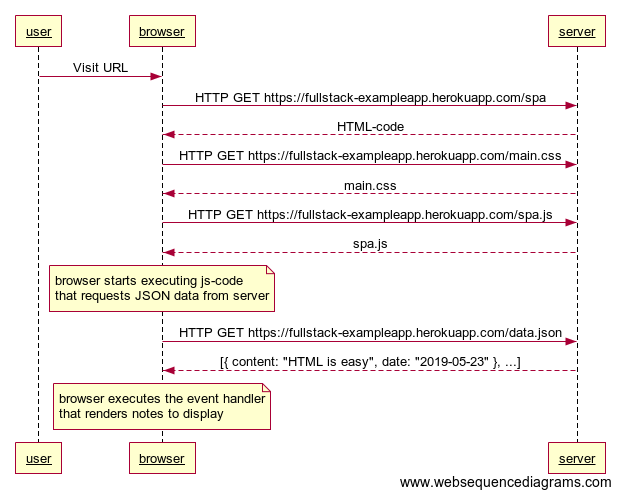 user
browser
server
Visit URL
HTTP GET https://fullstack-exampleapp.herokuapp.com/spa
HTML-code
HTTP GET https://fullstack-exampleapp.herokuapp.com/main.css
main.css
HTTP GET https://fullstack-exampleapp.herokuapp.com/spa.js
spa.js
browser starts executing js-code
that requests JSON data from server
HTTP GET https://fullstack-exampleapp.herokuapp.com/data.json
[{ content: "HTML is easy", date: "2019-05-23" }, ...]
browser executes the event handler
that renders notes to display
user
browser
server
www.websequencediagrams.com